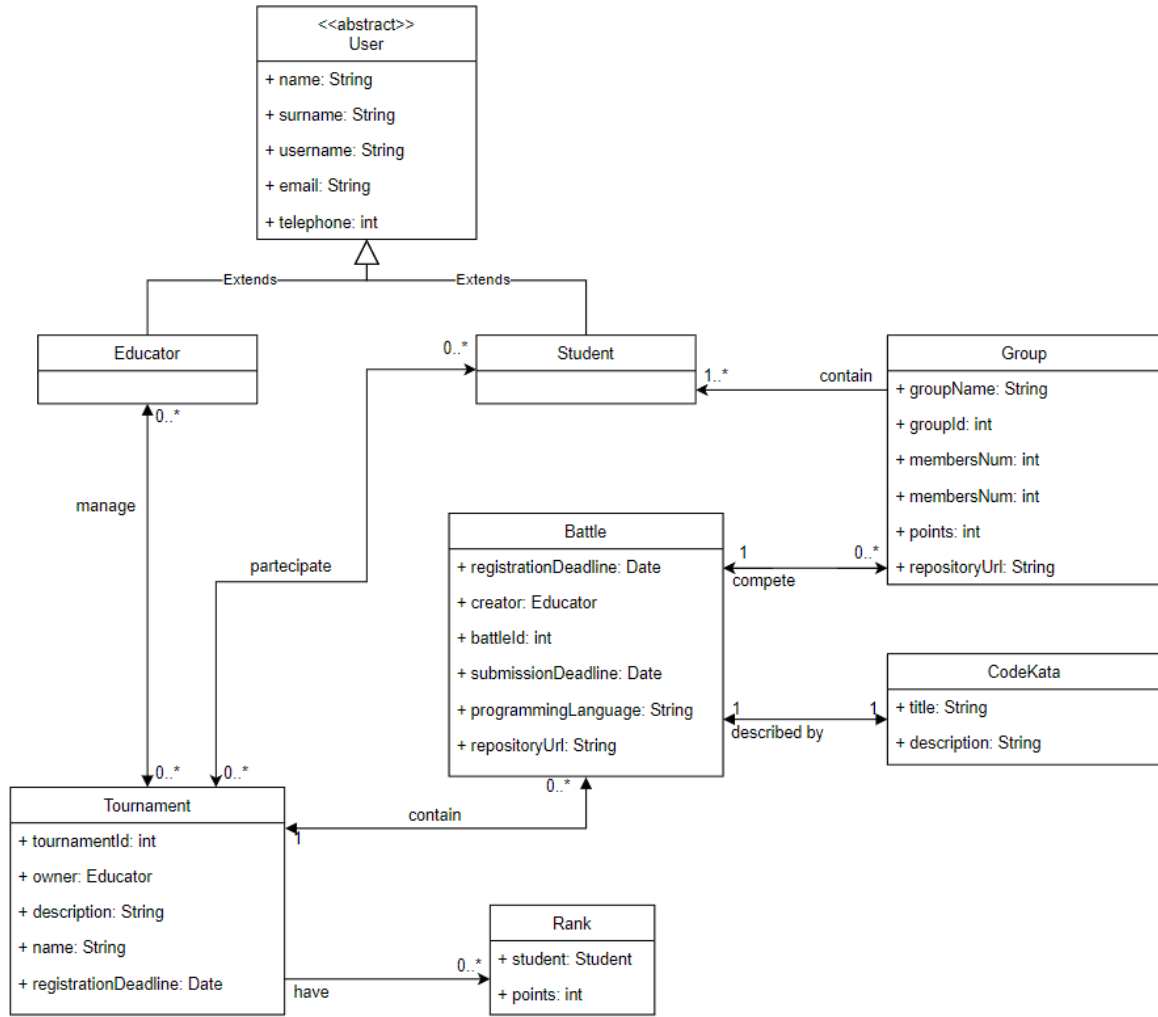 <<abstract>>
User
+ name: String
+ surname: String
+ username: String
+ email: String
+ telephone: int
Extends
Extends
Educator
0..*
0..*
Student
1..*
contain
Group
+ groupName: String
+ groupId: int
+ membersNum: int
+ membersNum: int
+ points: int
+ repositoryUrl: String
manage
partecipate
Battle
+ registrationDeadline: Date
+ creator: Educator
+ battleId: int
+ submissionDeadline: Date
+ programmingLanguage: String
+ repositoryUrl: String
1
0..*
compete
CodeKata
+ title: String
+ description: String
1
1
described by
0..*
0..*
0..*
contain
1
Tournament
+ tournamentId: int
+ owner: Educator
+ description: String
+ name: String
+ registrationDeadline: Date
0..*
have
Rank
+ student: Student
+ points: int